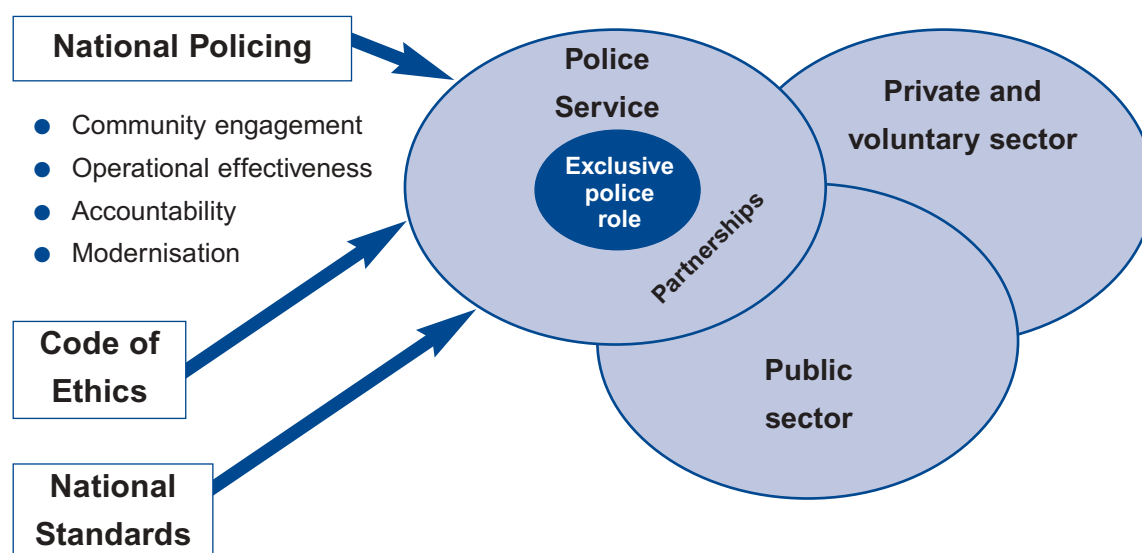 National Policing
Community engagement
Operational effectiveness
Accountability
Modernisation
Code of
Ethics
National
Standards
Police
Service
Exclusive
police
role
Partnerships
Private and
voluntary sector
Public
sector